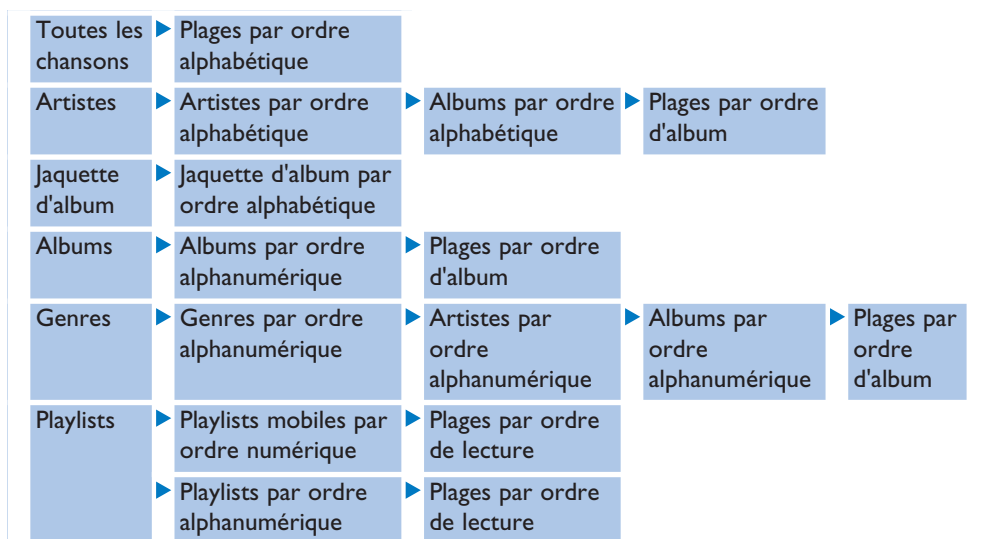 Toutes les
chansons
Plages par ordre
alphabétique
Artistes
Artistes par ordre
alphabétique
Albums par ordre
alphabétique
Plages par ordre
d'album
Jaquette
d'album
Jaquette d'album par
ordre alphabétique
Albums
Albums par ordre
alphanumérique
Plages par ordre
d'album
Genres
Genres par ordre
alphanumérique
Artistes par
ordre
alphanumérique
Albums par
ordre
alphanumérique
Plages par
ordre
d'album
Playlists
Playlists mobiles par
ordre numérique
Plages par ordre
de lecture
Playlists par ordre
alphanumérique
Plages par ordre
de lecture